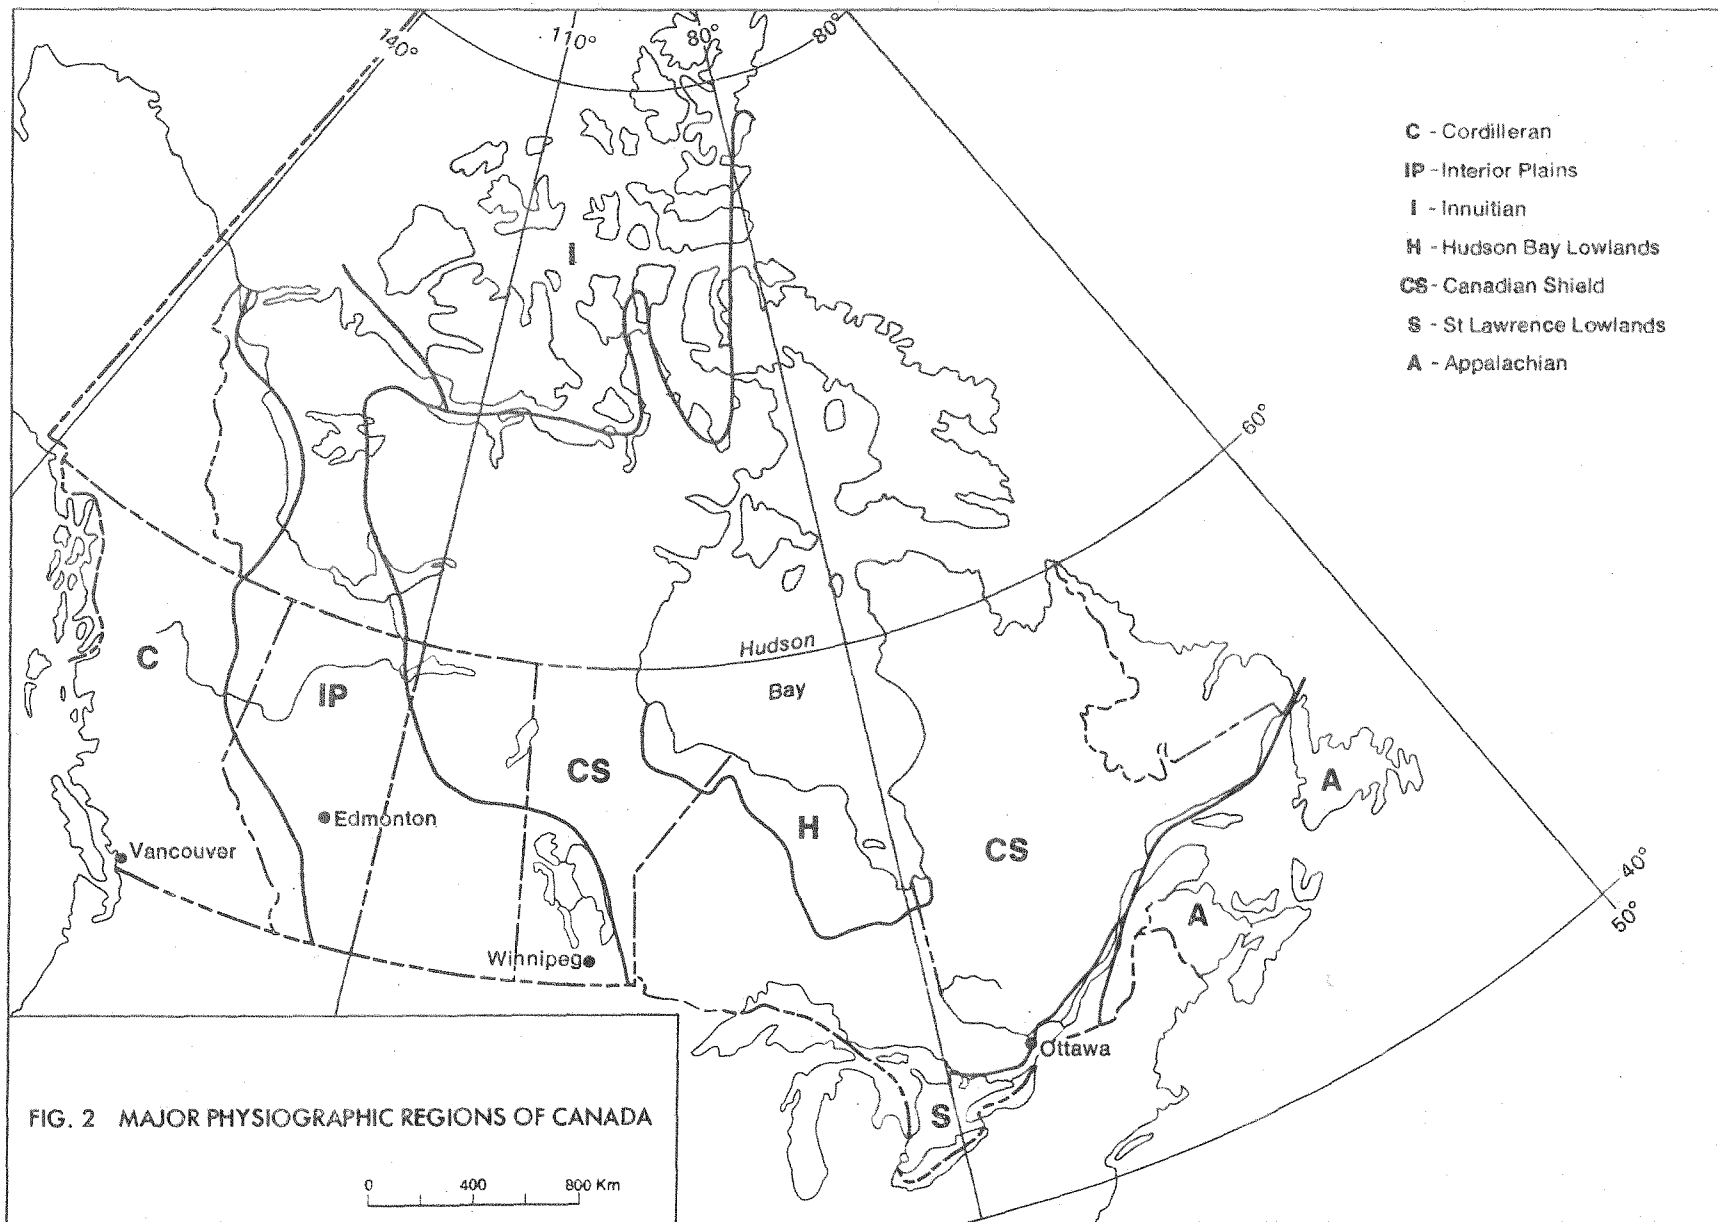 140°
110°
80°
80°
C - Cordilleran
IP - Interior Plains
I - Innuitian
H - Hudson Bay Lowlands
CS - Canadian Shield
S - St Lawrence Lowlands
A - Appalachian
I
60°
Hudson
Bay
C
IP
CS
A
H
CS
Edmonton
Vancouver
40°
50°
A
Winnipeg
Ottawa
S
FIG. 2 MAJOR PHYSIOGRAPHIC REGIONS OF CANADA
0 400 800 Km